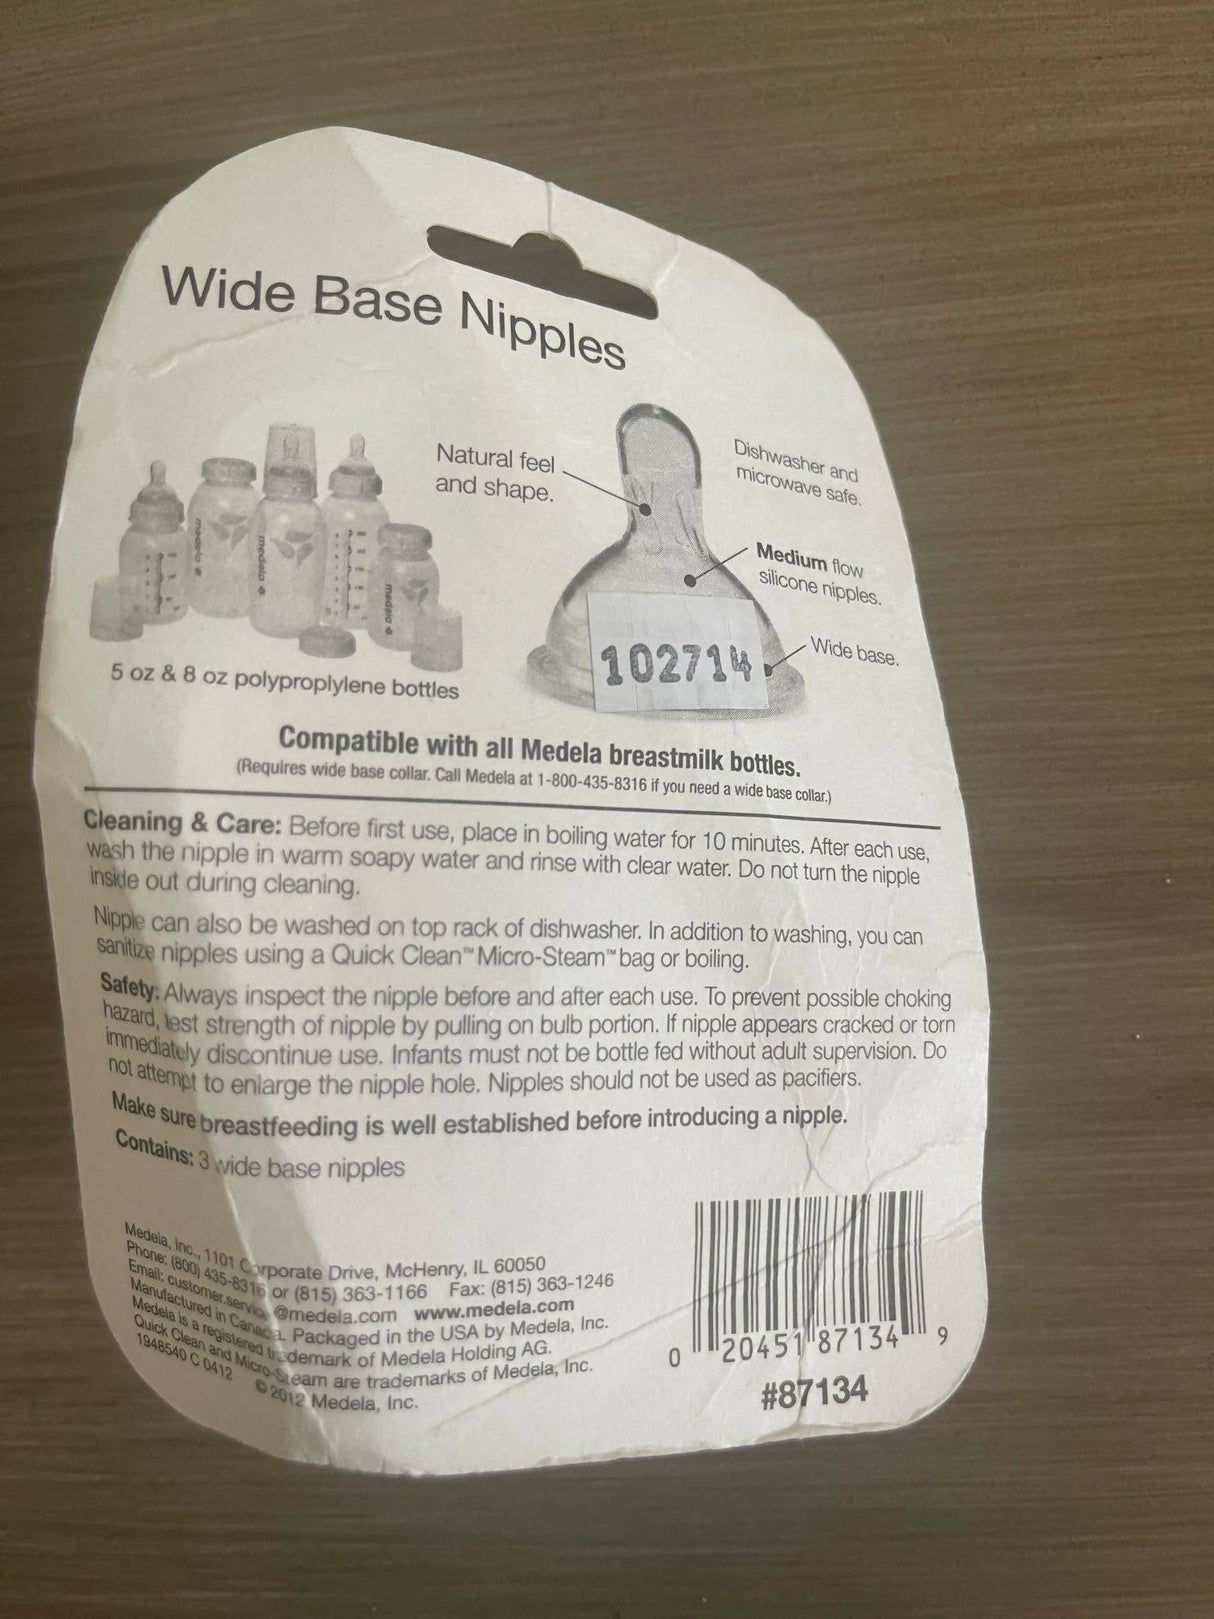 Wide Base Nipples
Natural feel
and shape.
Dishwasher and
microwave safe.
Medium flow
silicone nipples.
Wide base.
102714
medela
medela
medela
5 oz & 8 oz polyproplylene bottles
Compatible with all Medela breastmilk bottles.
(Requires wide base collar. Call Medela at 1-800-435-8316 if you need a wide base collar.)
Cleaning & Care: Before first use, place in boiling water for 10 minutes. After each use,
wash the nipple in warm soapy water and rinse with clear water. Do not turn the nipple
inside out during cleaning.
Nipple can also be washed on top rack of dishwasher. In addition to washing, you can
sanitize nipples using a Quick Clean™ Micro-Steam™ bag or boiling.
Safety: Always inspect the nipple before and after each use. To prevent possible choking
hazard, test strength of nipple by pulling on bulb portion. If nipple appears cracked or torn
immediately discontinue use. Infants must not be bottle fed without adult supervision. Do
not attempt to enlarge the nipple hole. Nipples should not be used as pacifiers.
Make sure breastfeeding is well established before introducing a nipple.
Contains: 3 wide base nipples
Medela, Inc., 1101 Corporate Drive, McHenry, IL 60050
Phone: (800) 435-8316 or (815) 363-1166 Fax: (815) 363-1246
Email: customer.service@medela.com www.medela.com
Manufactured in Canada. Packaged in the USA by Medela, Inc.
Medela is a registered trademark of Medela Holding AG.
Quick Clean and Micro-Steam are trademarks of Medela, Inc.
1948540 C 0412 © 2012 Medela, Inc.
0 20451 87134 9
#87134